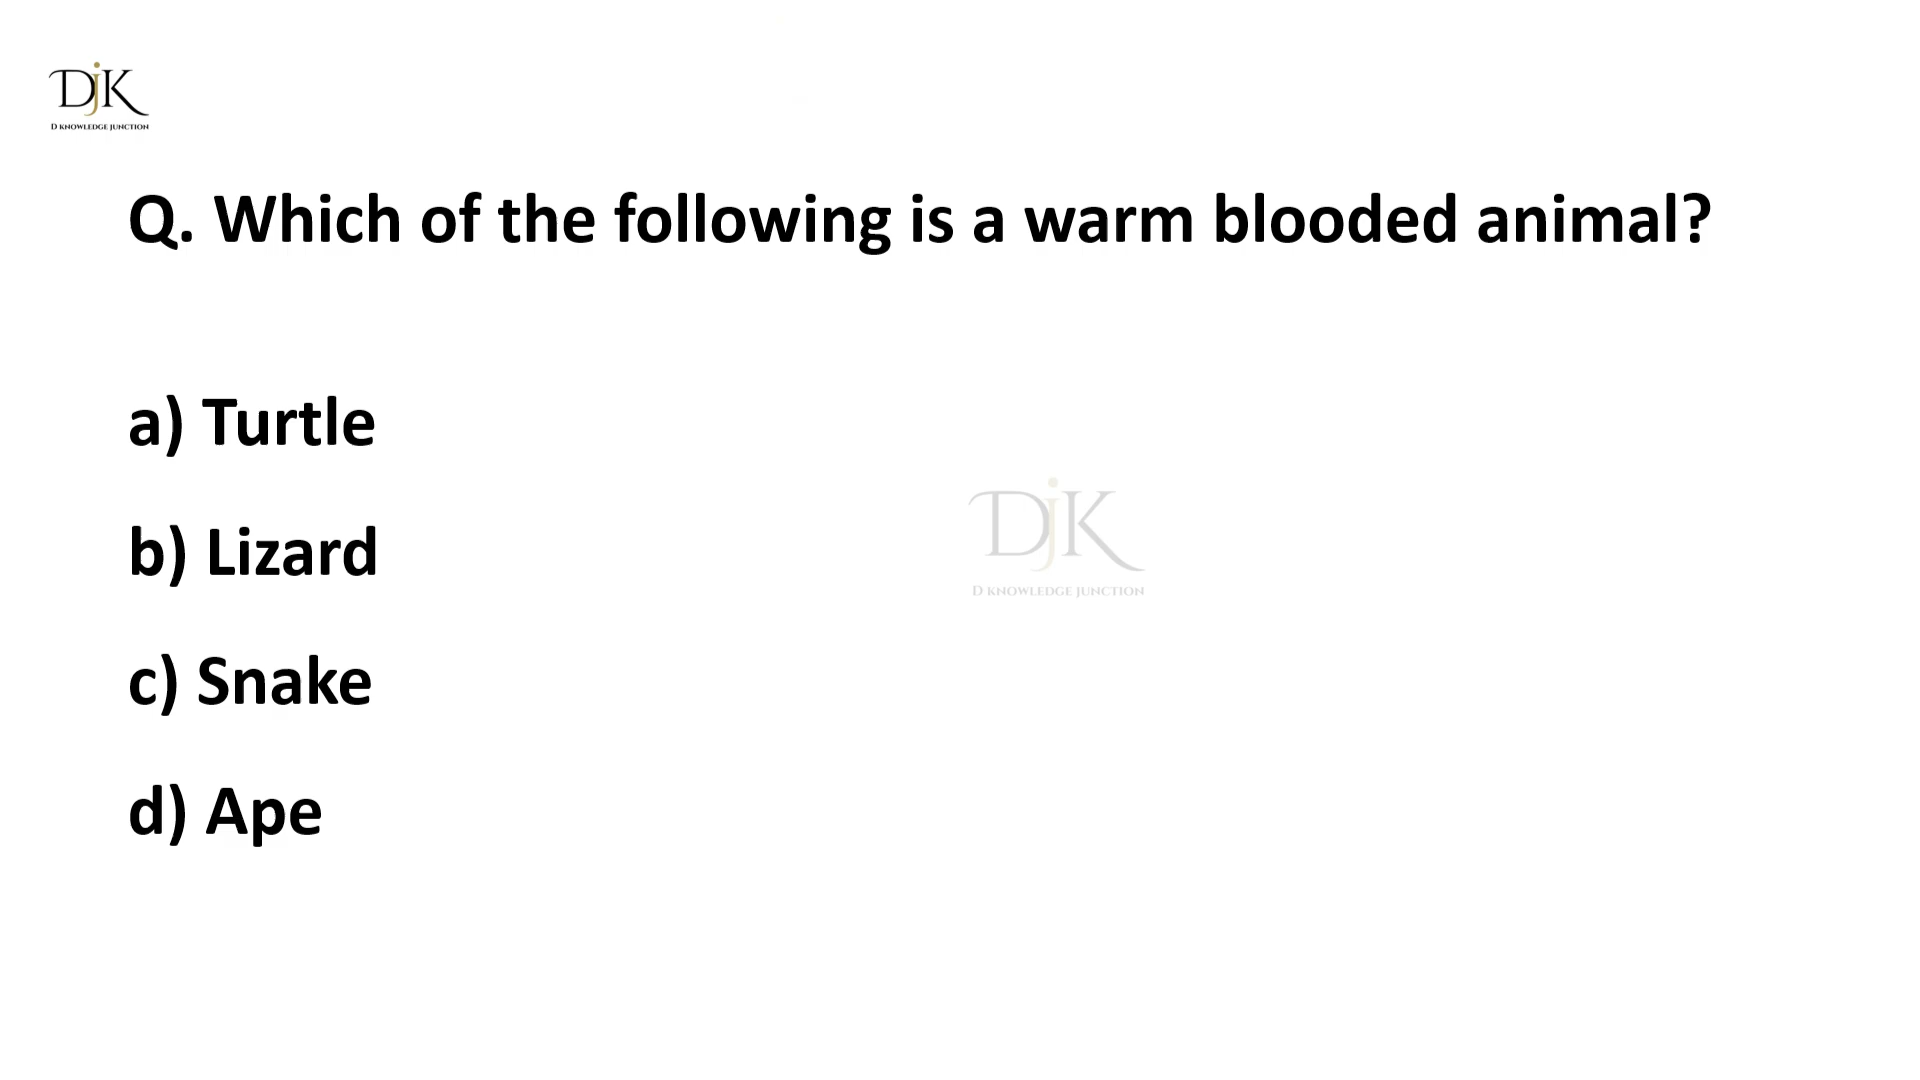 DjK
D KNOWLEDGE JUNCTION
Q. Which of the following is a warm blooded animal?
a) Turtle
b) Lizard
DjK
D KNOWLEDGE JUNCTION
c) Snake
d) Ape